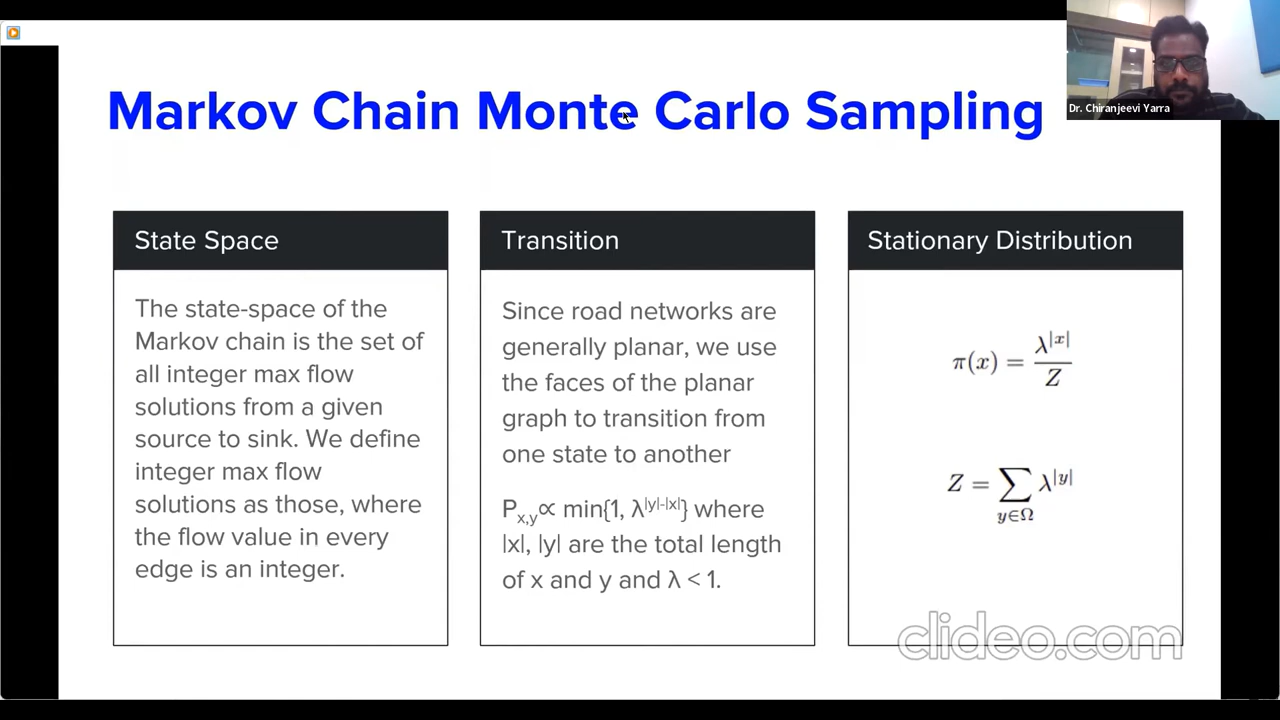 Markov Chain Monte Carlo Sampling
Dr. Chiranjeevi Yarra
State Space
The state-space of the
Markov chain is the set of
all integer max flow
solutions from a given
source to sink. We define
integer max flow
solutions as those, where
the flow value in every
edge is an integer.
Transition
Since road networks are
generally planar, we use
the faces of the planar
graph to transition from
one state to another
P_{x,y}∝ min{1, λ^{|y|-|x|}} where
|x|, |y| are the total length
of x and y and λ < 1.
Stationary Distribution
π(x) = λ^{|x|} / Z
Z = ∑_{y∈Ω} λ^{|y|}
clideo.com